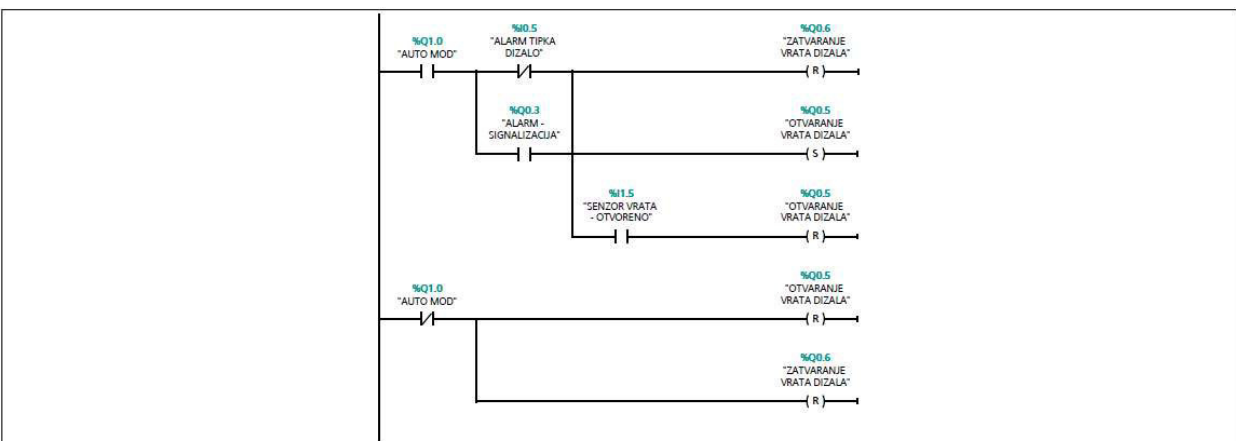 %Q1.0
"AUTO MOD"
%I0.5
"ALARM TIPKA
DIZALO"
%Q0.6
"ZATVARANJE
VRATA DIZALA"
R
%Q0.3
"ALARM -
SIGNALIZACIJA"
%Q0.5
"OTVARANJE
VRATA DIZALA"
S
%I1.5
"SENZOR VRATA
- OTVORENO"
%Q0.5
"OTVARANJE
VRATA DIZALA"
R
%Q1.0
"AUTO MOD"
%Q0.5
"OTVARANJE
VRATA DIZALA"
R
%Q0.6
"ZATVARANJE
VRATA DIZALA"
R